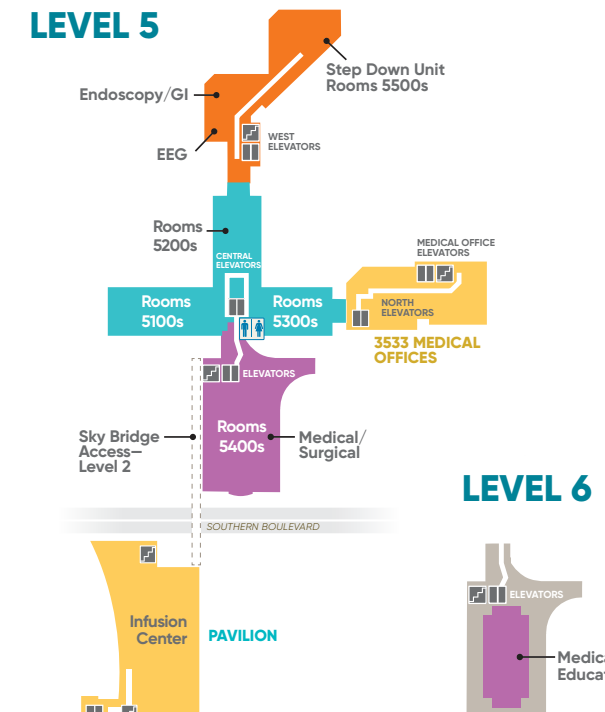 LEVEL 5
Step Down Unit
Rooms 5500s
Endoscopy/GI
EEG
WEST
ELEVATORS
Rooms
5200s
CENTRAL
ELEVATORS
MEDICAL OFFICE
ELEVATORS
Rooms
5100s
Rooms
5300s
NORTH
ELEVATORS
3533 MEDICAL
OFFICES
ELEVATORS
Rooms
5400s
Sky Bridge
Access–
Level 2
Medical/
Surgical
LEVEL 6
SOUTHERN BOULEVARD
ELEVATORS
Infusion
Center
PAVILION